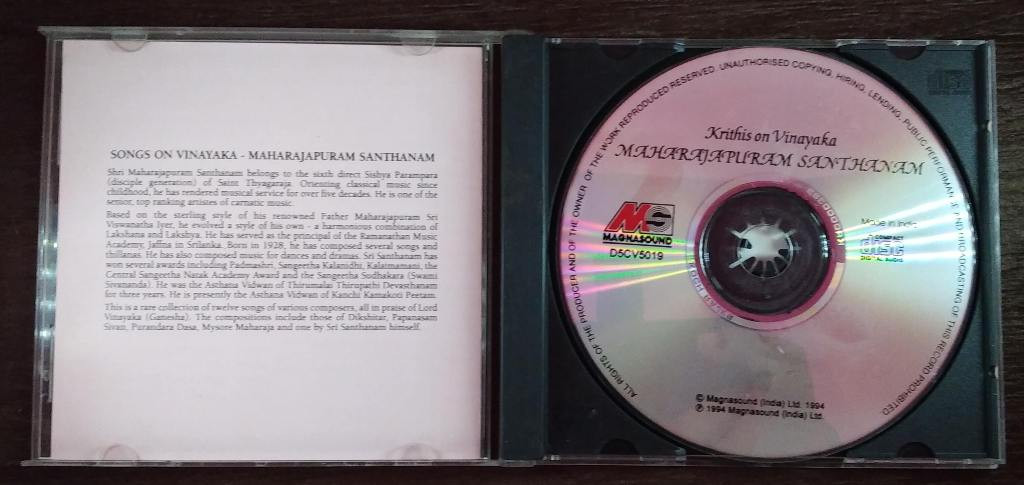 SONGS ON VINAYAKA - MAHARAJAPURAM SANTHANAM
Shri Maharajapuram Santhanam belongs to the sixth direct Sishya Parampara
(disciple generation) of Saint Thyagaraja. Orienting classical music since
childhood, he has rendered musical service for over five decades. He is one of the
senior, top ranking artistes of carnatic music.
Based on the sterling style of his renowned Father Maharajapuram Sri
Viswanatha Iyer, he evolved a style of his own - a harmonious combination of
Lakshana and Lakshya. He has served as the principal of the Ramanathan Music
Academy, Jaffna in Srilanka. Born in 1928, he has composed several songs and
thillanas. He has also composed music for dances and dramas. Sri Santhanam has
won several awards including Padmashri, Sangeetha Kalanidhi, Kalaimamani, the
Central Sangeetha Natak Academy Award and the Sangeetha Sudhakara (Swami
Sivananda). He was the Asthana Vidwan of Thirumalai Thirupathi Devasthanam
for three years. He is presently the Asthana Vidwan of Kanchi Kamakoti Peetam.
This is a rare collection of twelve songs of various composers, all in praise of Lord
Vinayaka (Ganesha). The compositions include those of Dikshitar, Papanasam
Sivan, Purandara Dasa, Mysore Maharaja and one by Sri Santhanam himself.
ALL RIGHTS OF THE PRODUCER AND OF THE OWNER OF THE WORK REPRODUCED RESERVED. UNAUTHORISED COPYING, HIRING, LENDING, PUBLIC PERFORMANCE AND BROADCASTING OF THIS RECORD PROHIBITED.
Krithis on Vinayaka
MAHARAJAPURAM SANTHANAM
MAGNASOUND
D5CV5019
Made in India
COMPACT
disc
DIGITAL AUDIO
© Magnasound (India) Ltd. 1994
℗ 1994 Magnasound (India) Ltd.